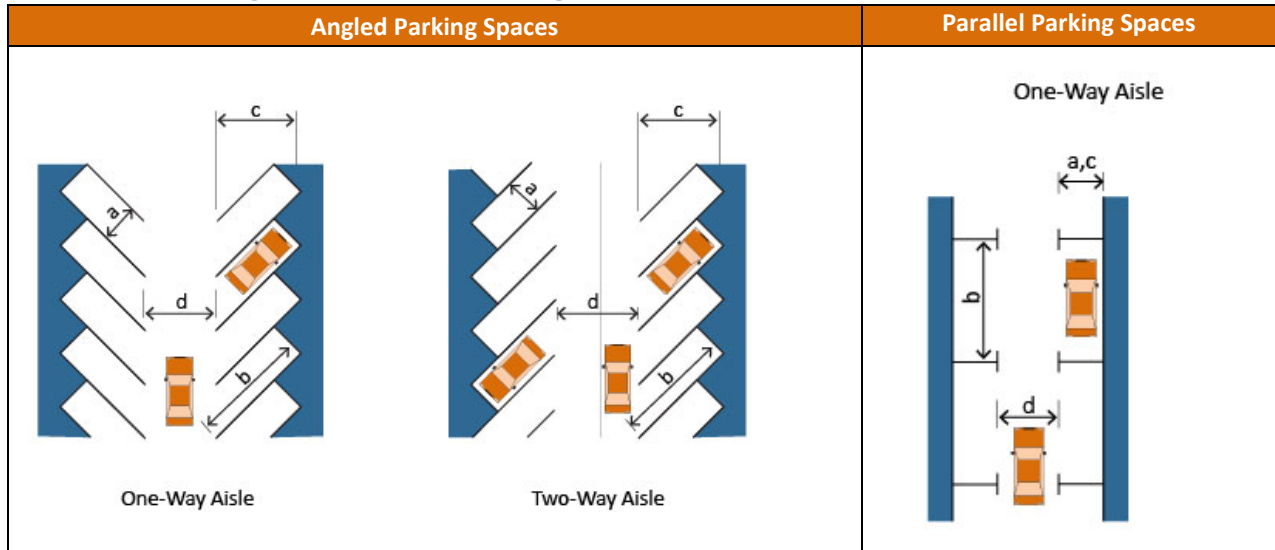 Angled Parking Spaces
Parallel Parking Spaces
One-Way Aisle
c
c
a,c
a
a
b
d
d
b
b
d
One-Way Aisle
Two-Way Aisle